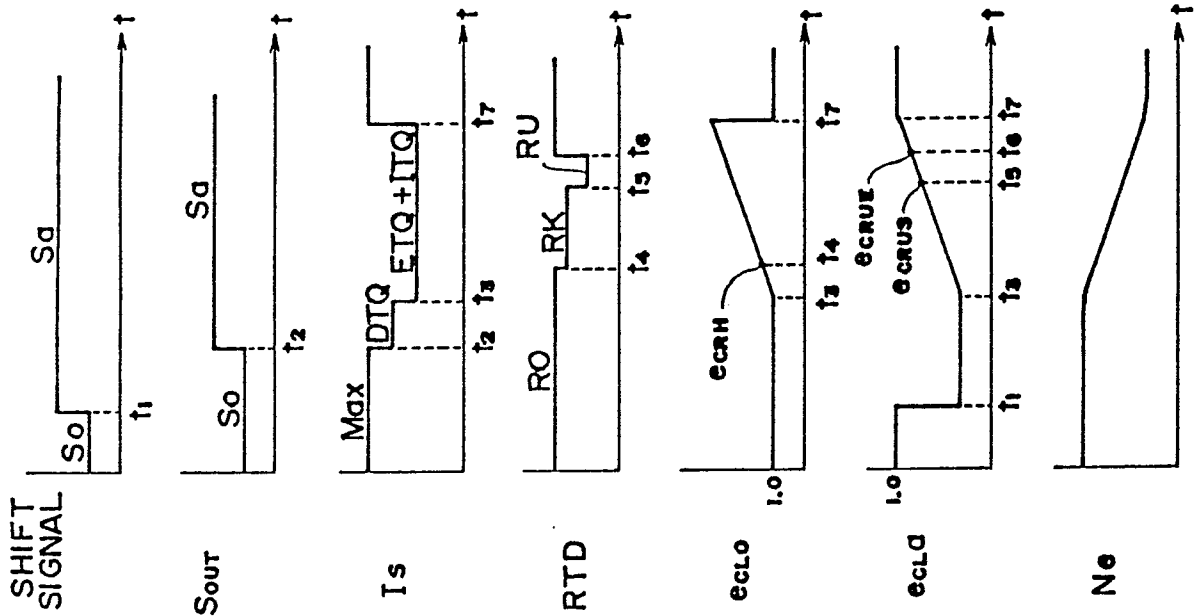 SHIFT
SIGNAL
So
Sa
t
t1
SOUT
So
Sa
t
t2
Is
Max
DTQ
ETQ+ITQ
t
t2
t3
t7
RTD
RO
RK
RU
t
t4
t5
t6
eCLO
1.0
eCRH
t
t3
t4
t7
eCLa
1.0
eCRUS
eCRUE
t
t1
t3
t5
t6
t7
Ne
t